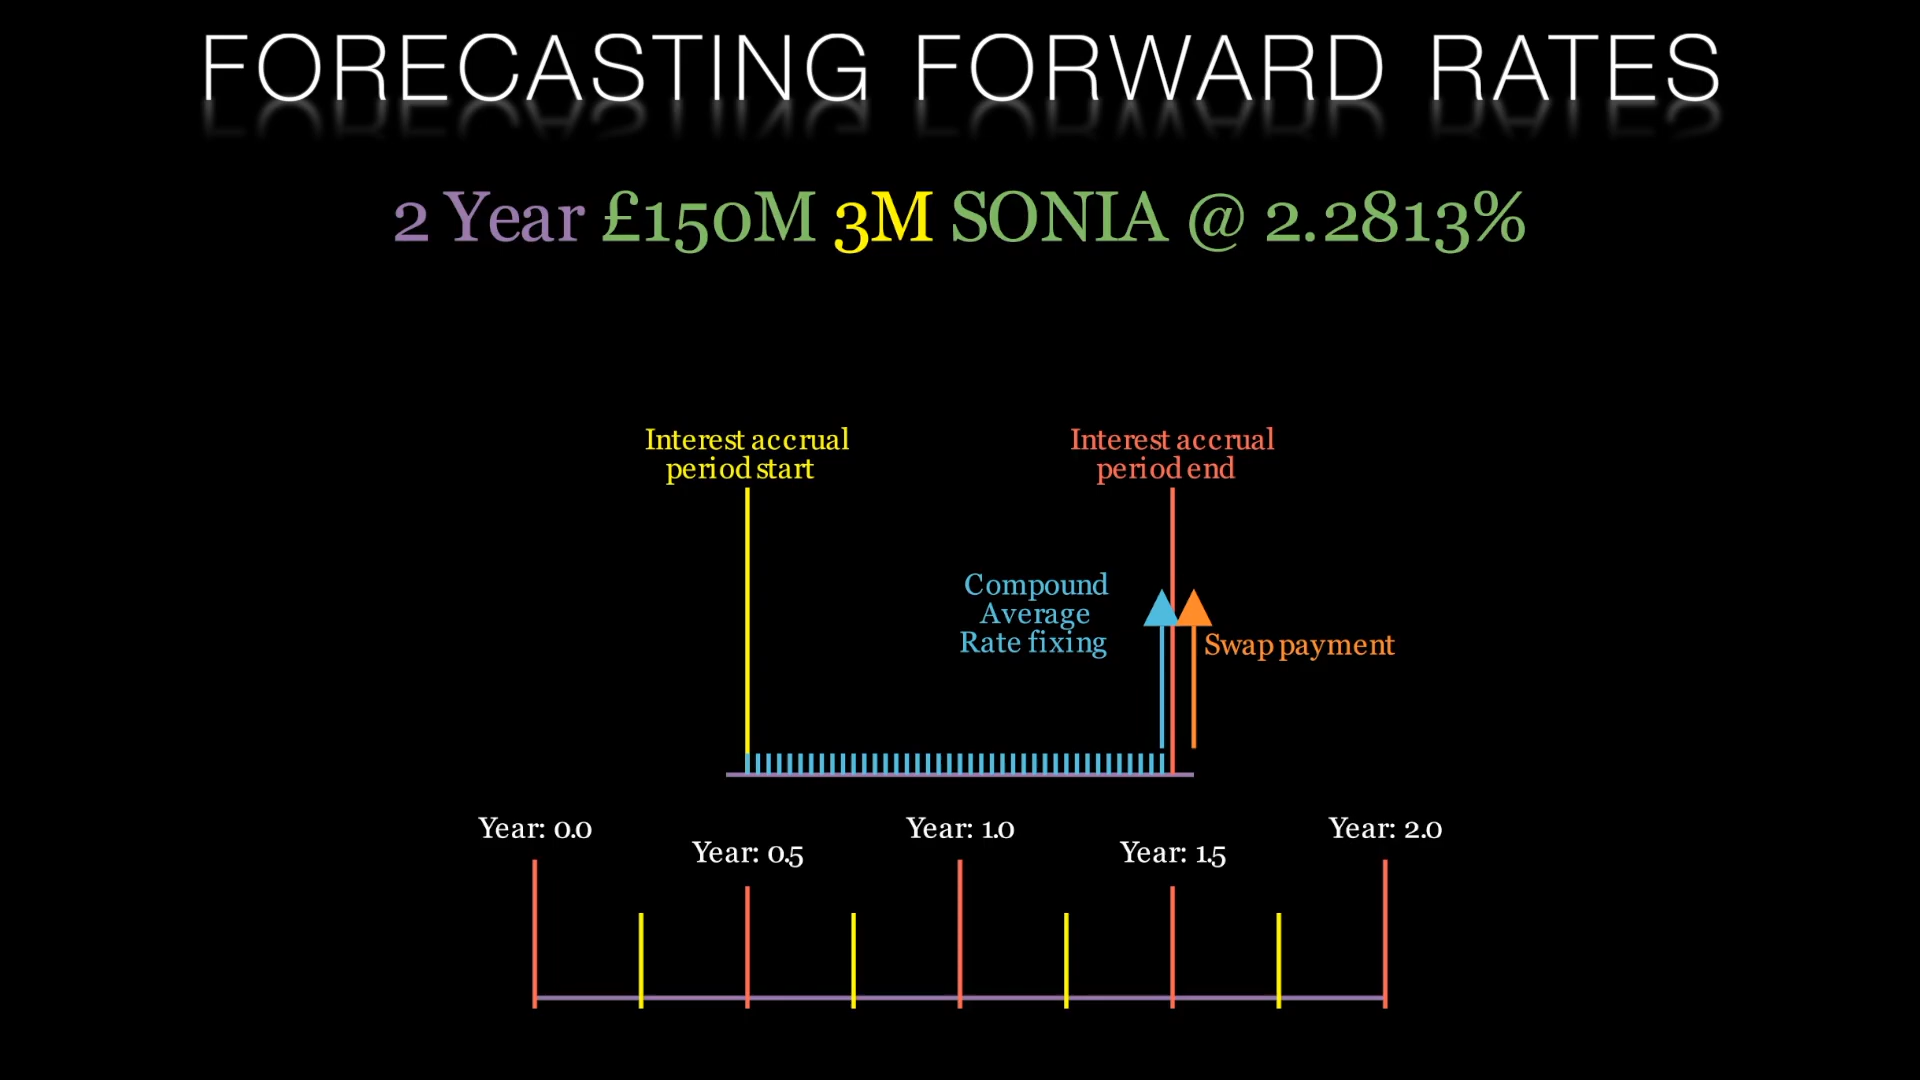 FORECASTING FORWARD RATES
2 Year £150M 3M SONIA @ 2.2813%
Interest accrual
period start
Interest accrual
period end
Compound
Average
Rate fixing
Swap payment
Year: 0.0
Year: 0.5
Year: 1.0
Year: 1.5
Year: 2.0